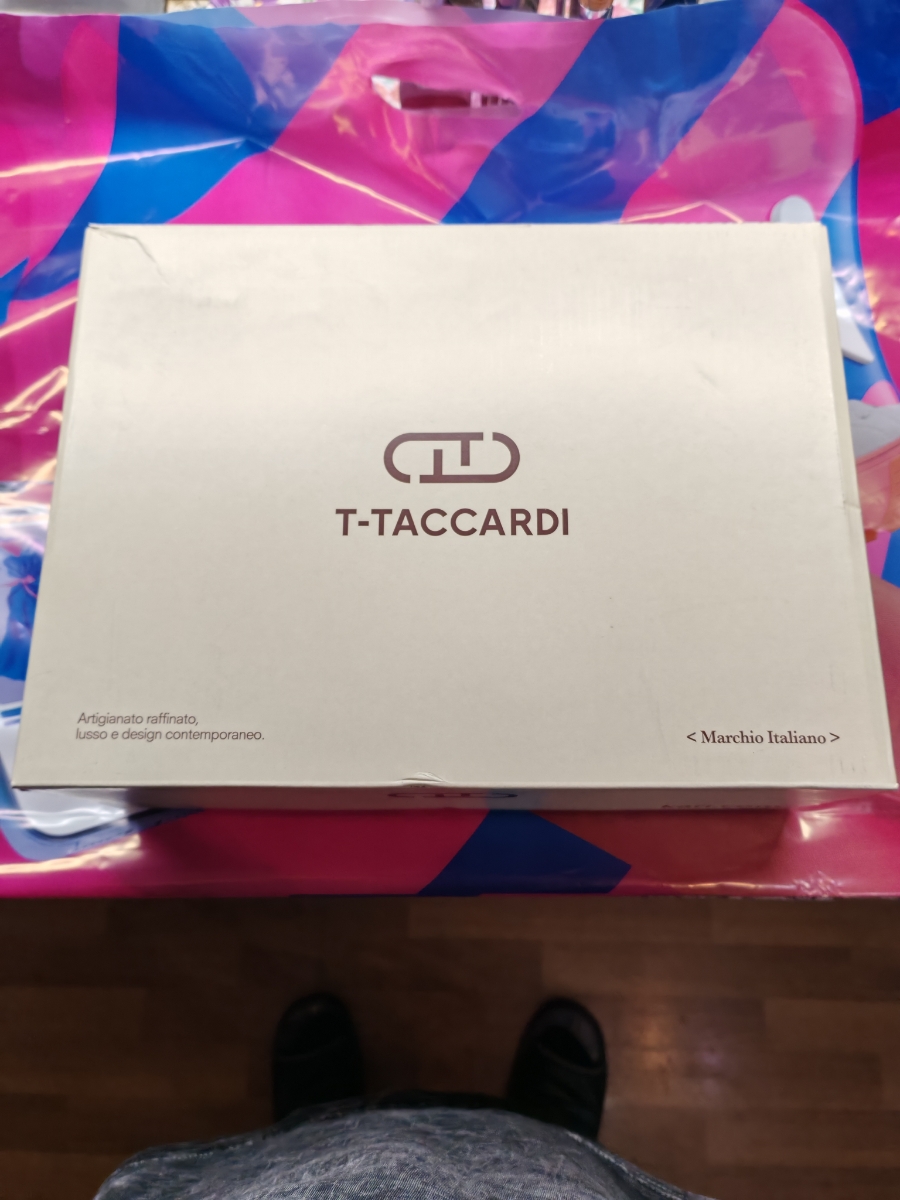 T-TACCARDI
Artigianato raffinato,
lusso e design contemporaneo.
< Marchio Italiano >